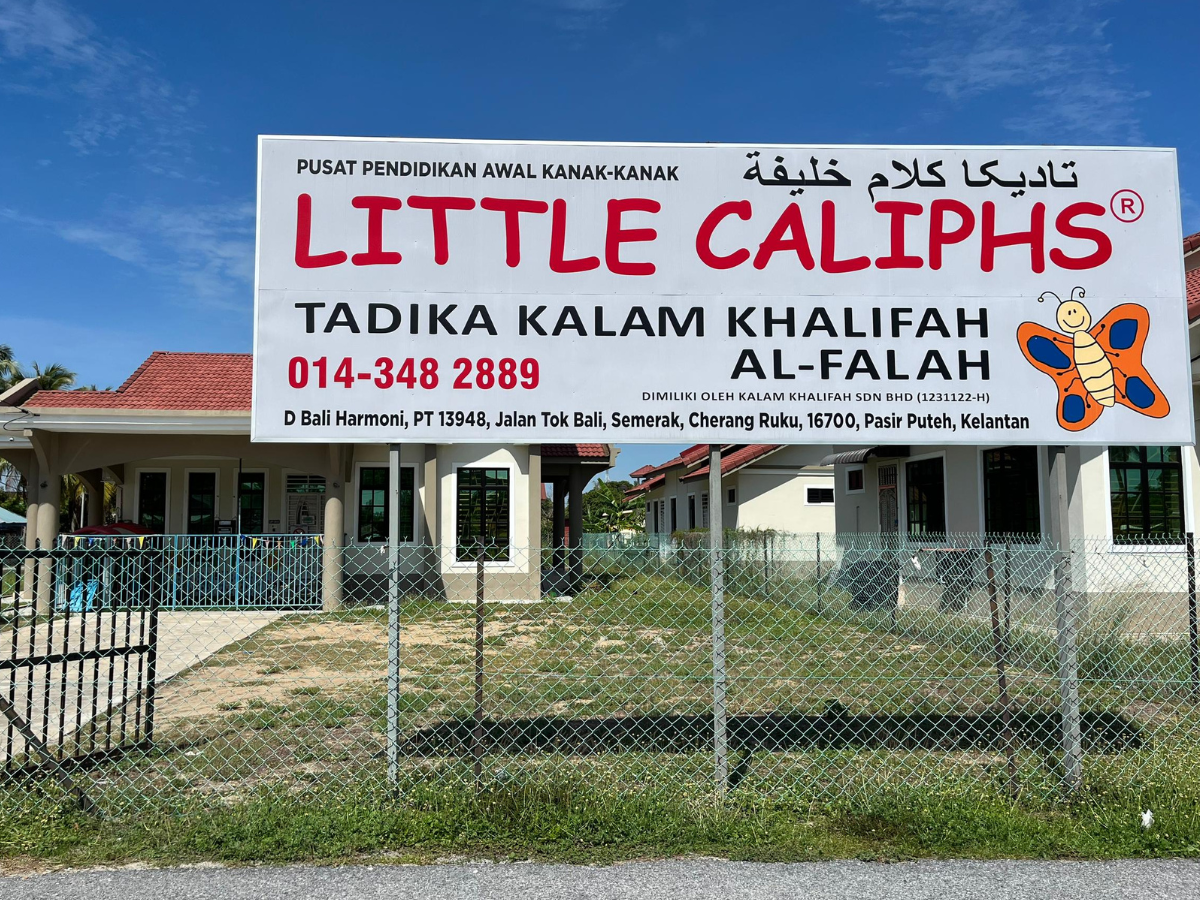 PUSAT PENDIDIKAN AWAL KANAK-KANAK
تاديكا كلام خليفة
LITTLE CALIPHS®
TADIKA KALAM KHALIFAH
AL-FALAH
014-348 2889
DIMILIKI OLEH KALAM KHALIFAH SDN BHD (1231122-H)
D Bali Harmoni, PT 13948, Jalan Tok Bali, Semerak, Cherang Ruku, 16700, Pasir Puteh, Kelantan